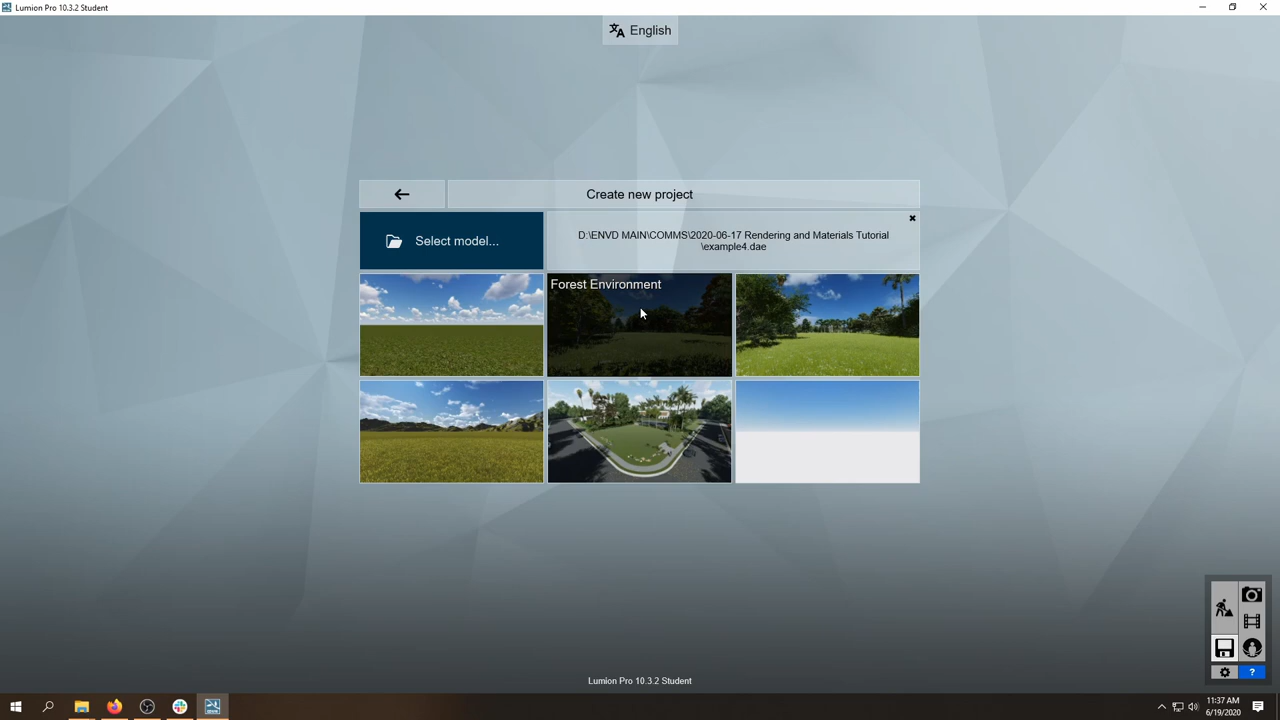 Lumion Pro 10.3.2 Student
English
Create new project
Select model...
D:\ENVD MAIN\COMMS\2020-06-17 Rendering and Materials Tutorial
\example4.dae
Forest Environment
?
Lumion Pro 10.3.2 Student
11:37 AM
6/19/2020